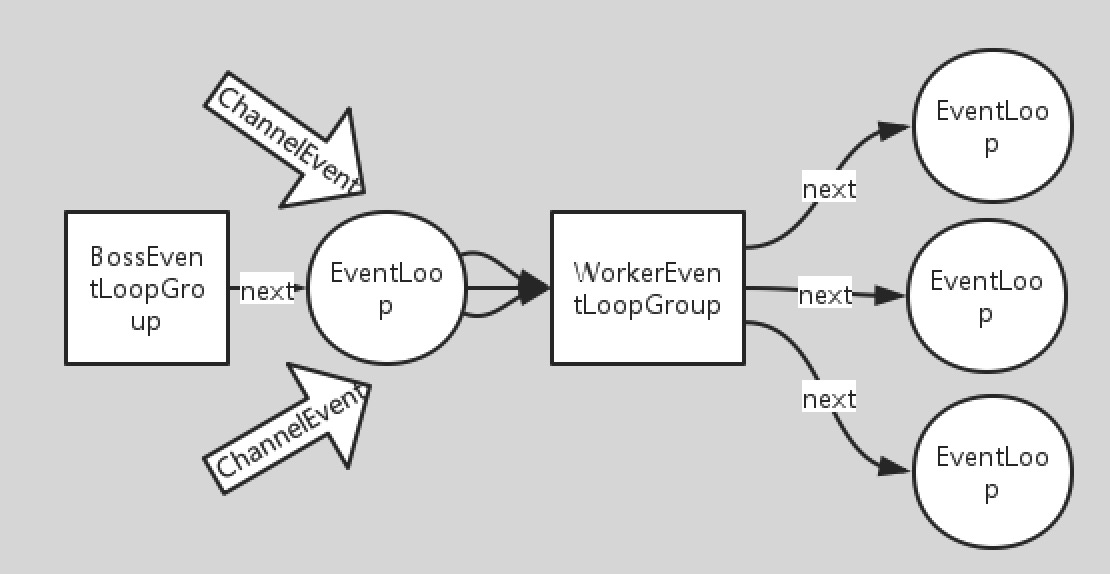 ChannelEvent
BossEven
tLoopGro
up
next
EventLoo
p
ChannelEvent
WorkerEven
tLoopGroup
next
next
next
EventLoo
p
EventLoo
p
EventLoo
p